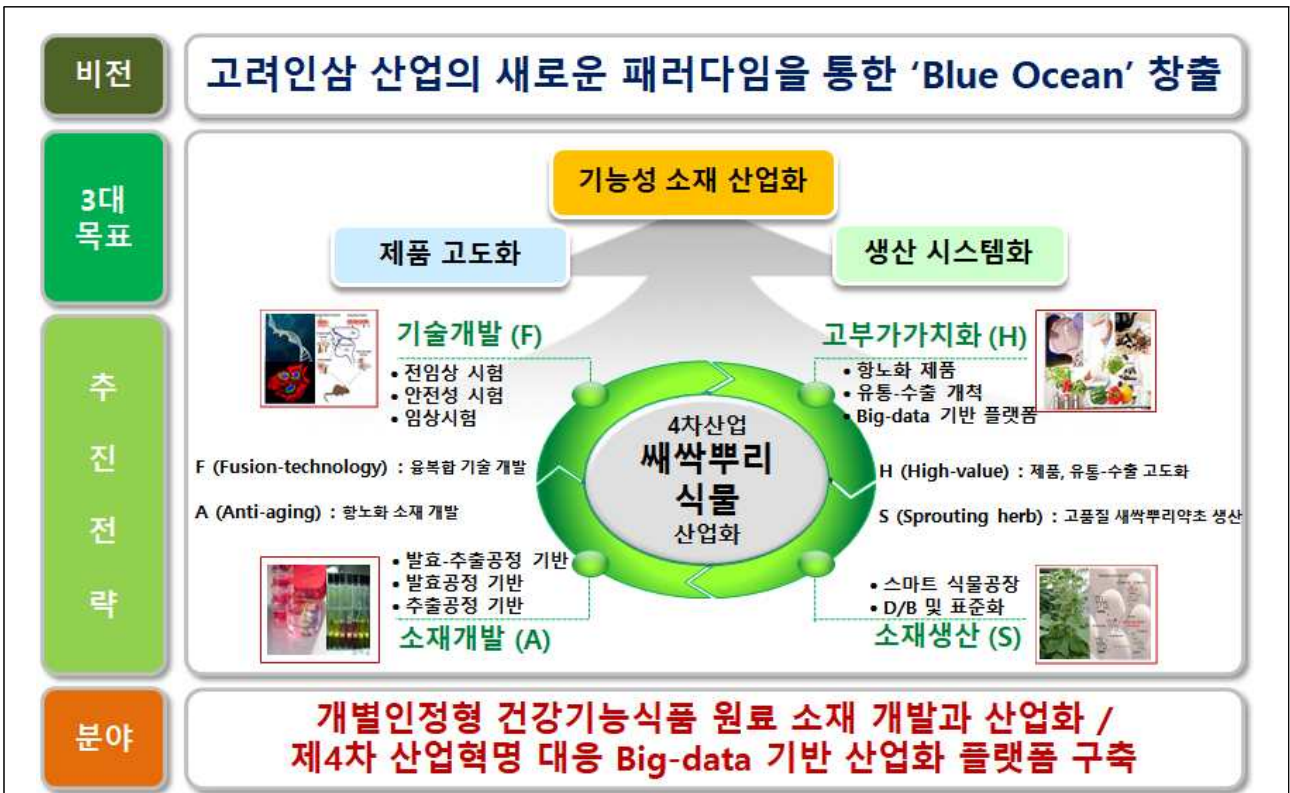 비전
고려인삼 산업의 새로운 패러다임을 통한 ‘Blue Ocean’ 창출
3대
목표
기능성 소재 산업화
제품 고도화
생산 시스템화
추
진
전
략
기술개발 (F)
• 전임상 시험
• 안전성 시험
• 임상시험
고부가가치화 (H)
• 항노화 제품
• 유통-수출 개척
• Big-data 기반 플랫폼
4차산업
쌔싹뿌리
식물
산업화
F (Fusion-technology) : 융복합 기술 개발
A (Anti-aging) : 항노화 소재 개발
H (High-value) : 제품, 유통-수출 고도화
S (Sprouting herb) : 고품질 새싹뿌리약초 생산
• 발효-추출공정 기반
• 발효공정 기반
• 추출공정 기반
소재개발 (A)
• 스마트 식물공장
• D/B 및 표준화
소재생산 (S)
분야
개별인정형 건강기능식품 원료 소재 개발과 산업화 /
제4차 산업혁명 대응 Big-data 기반 산업화 플랫폼 구축